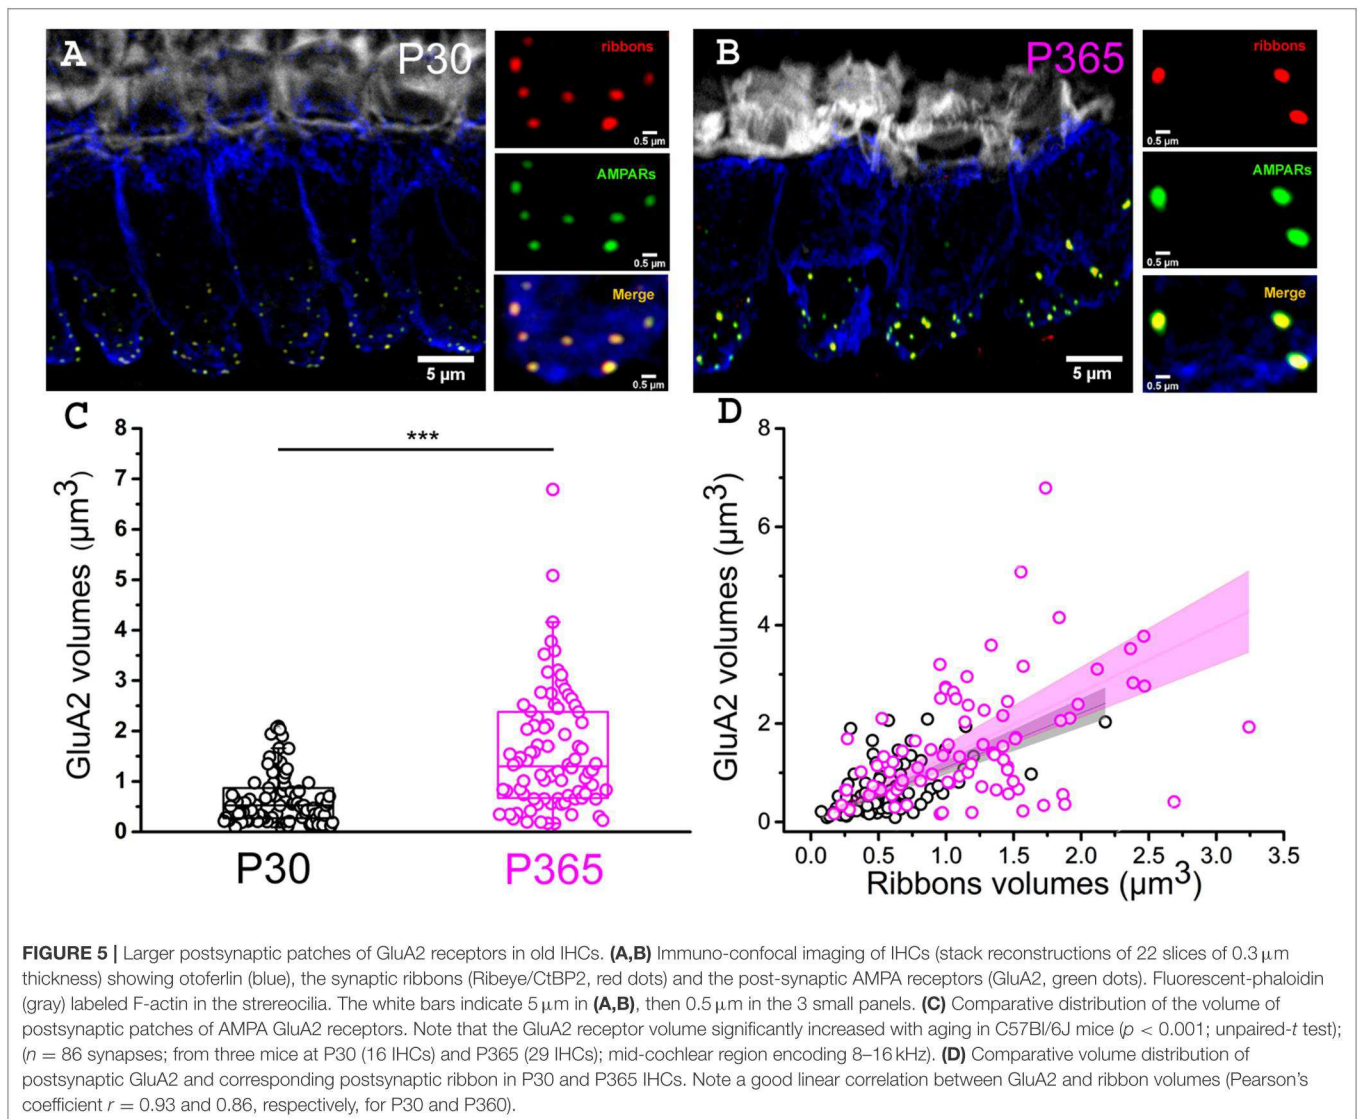 A
P30
ribbons
0.5 µm
AMPARs
0.5 µm
Merge
0.5 µm
5 µm
B
P365
ribbons
0.5 µm
AMPARs
0.5 µm
Merge
0.5 µm
5 µm
C
***
GluA2 volumes (µm3)
8
7
6
5
4
3
2
1
0
P30
P365
D
GluA2 volumes (µm3)
8
6
4
2
0
0.0 0.5 1.0 1.5 2.0 2.5 3.0 3.5
Ribbons volumes (µm3)
FIGURE 5 | Larger postsynaptic patches of GluA2 receptors in old IHCs. (A,B) Immuno-confocal imaging of IHCs (stack reconstructions of 22 slices of 0.3 µm
thickness) showing otoferlin (blue), the synaptic ribbons (Ribeye/CtBP2, red dots) and the post-synaptic AMPA receptors (GluA2, green dots). Fluorescent-phaloidin
(gray) labeled F-actin in the strereocilia. The white bars indicate 5 µm in (A,B), then 0.5 µm in the 3 small panels. (C) Comparative distribution of the volume of
postsynaptic patches of AMPA GluA2 receptors. Note that the GluA2 receptor volume significantly increased with aging in C57Bl/6J mice (p < 0.001; unpaired-t test);
(n = 86 synapses; from three mice at P30 (16 IHCs) and P365 (29 IHCs); mid-cochlear region encoding 8–16 kHz). (D) Comparative volume distribution of
postsynaptic GluA2 and corresponding postsynaptic ribbon in P30 and P365 IHCs. Note a good linear correlation between GluA2 and ribbon volumes (Pearson's
coefficient r = 0.93 and 0.86, respectively, for P30 and P360).